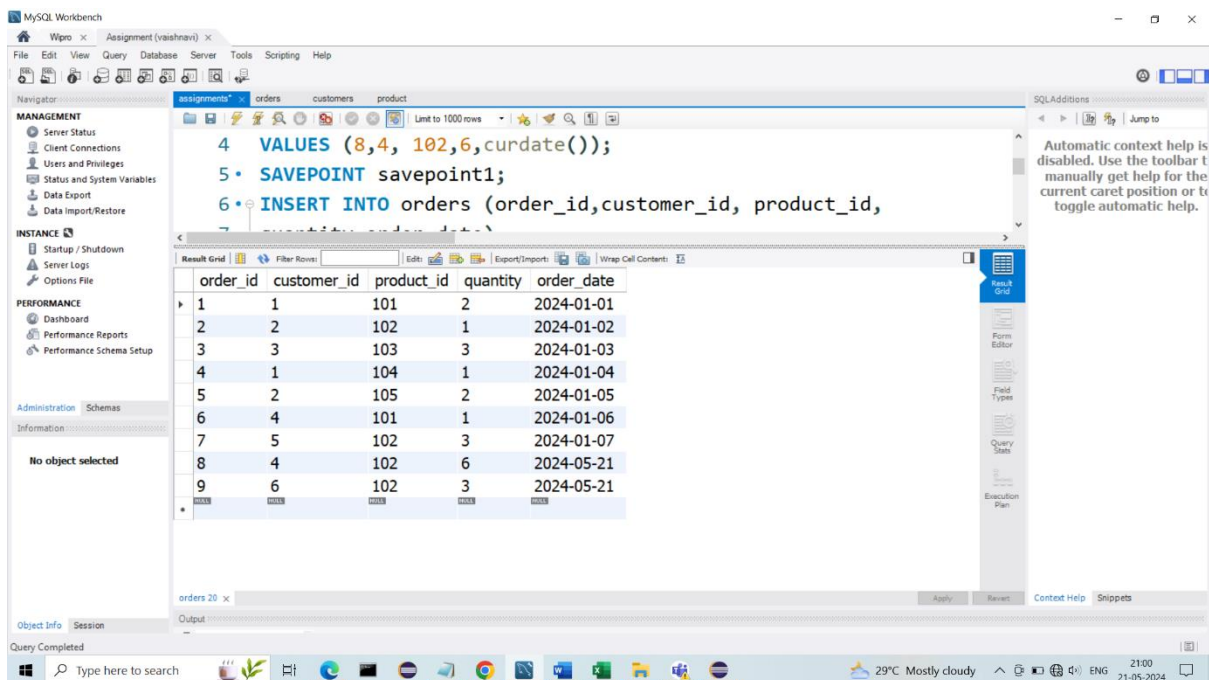 MySQL Workbench
Wipro × Assignment (vaishnavi) ×
File Edit View Query Database Server Tools Scripting Help
Navigator
MANAGEMENT
Server Status
Client Connections
Users and Privileges
Status and System Variables
Data Export
Data Import/Restore
INSTANCE
Startup / Shutdown
Server Logs
Options File
PERFORMANCE
Dashboard
Performance Reports
Performance Schema Setup
Administration Schemas
Information
No object selected
Object Info Session
assignments* × orders customers product
Limit to 1000 rows
4 VALUES (8,4, 102,6,curdate());
5 • SAVEPOINT savepoint1;
6 • INSERT INTO orders (order_id,customer_id, product_id,
Result Grid Filter Rows: Edit: Export/Import: Wrap Cell Content:
order_id customer_id product_id quantity order_date
1 1 101 2 2024-01-01
2 2 102 1 2024-01-02
3 3 103 3 2024-01-03
4 1 104 1 2024-01-04
5 2 105 2 2024-01-05
6 4 101 1 2024-01-06
7 5 102 3 2024-01-07
8 4 102 6 2024-05-21
9 6 102 3 2024-05-21
NULL NULL NULL NULL NULL
Result Grid
Form Editor
Field Types
Query Stats
Execution Plan
orders 20 × Apply Revert
Output
SQLAdditions
Jump to
Automatic context help is
disabled. Use the toolbar t
manually get help for the
current caret position or to
toggle automatic help.
Context Help Snippets
Query Completed
Type here to search
29°C Mostly cloudy ENG 21:00
21-05-2024